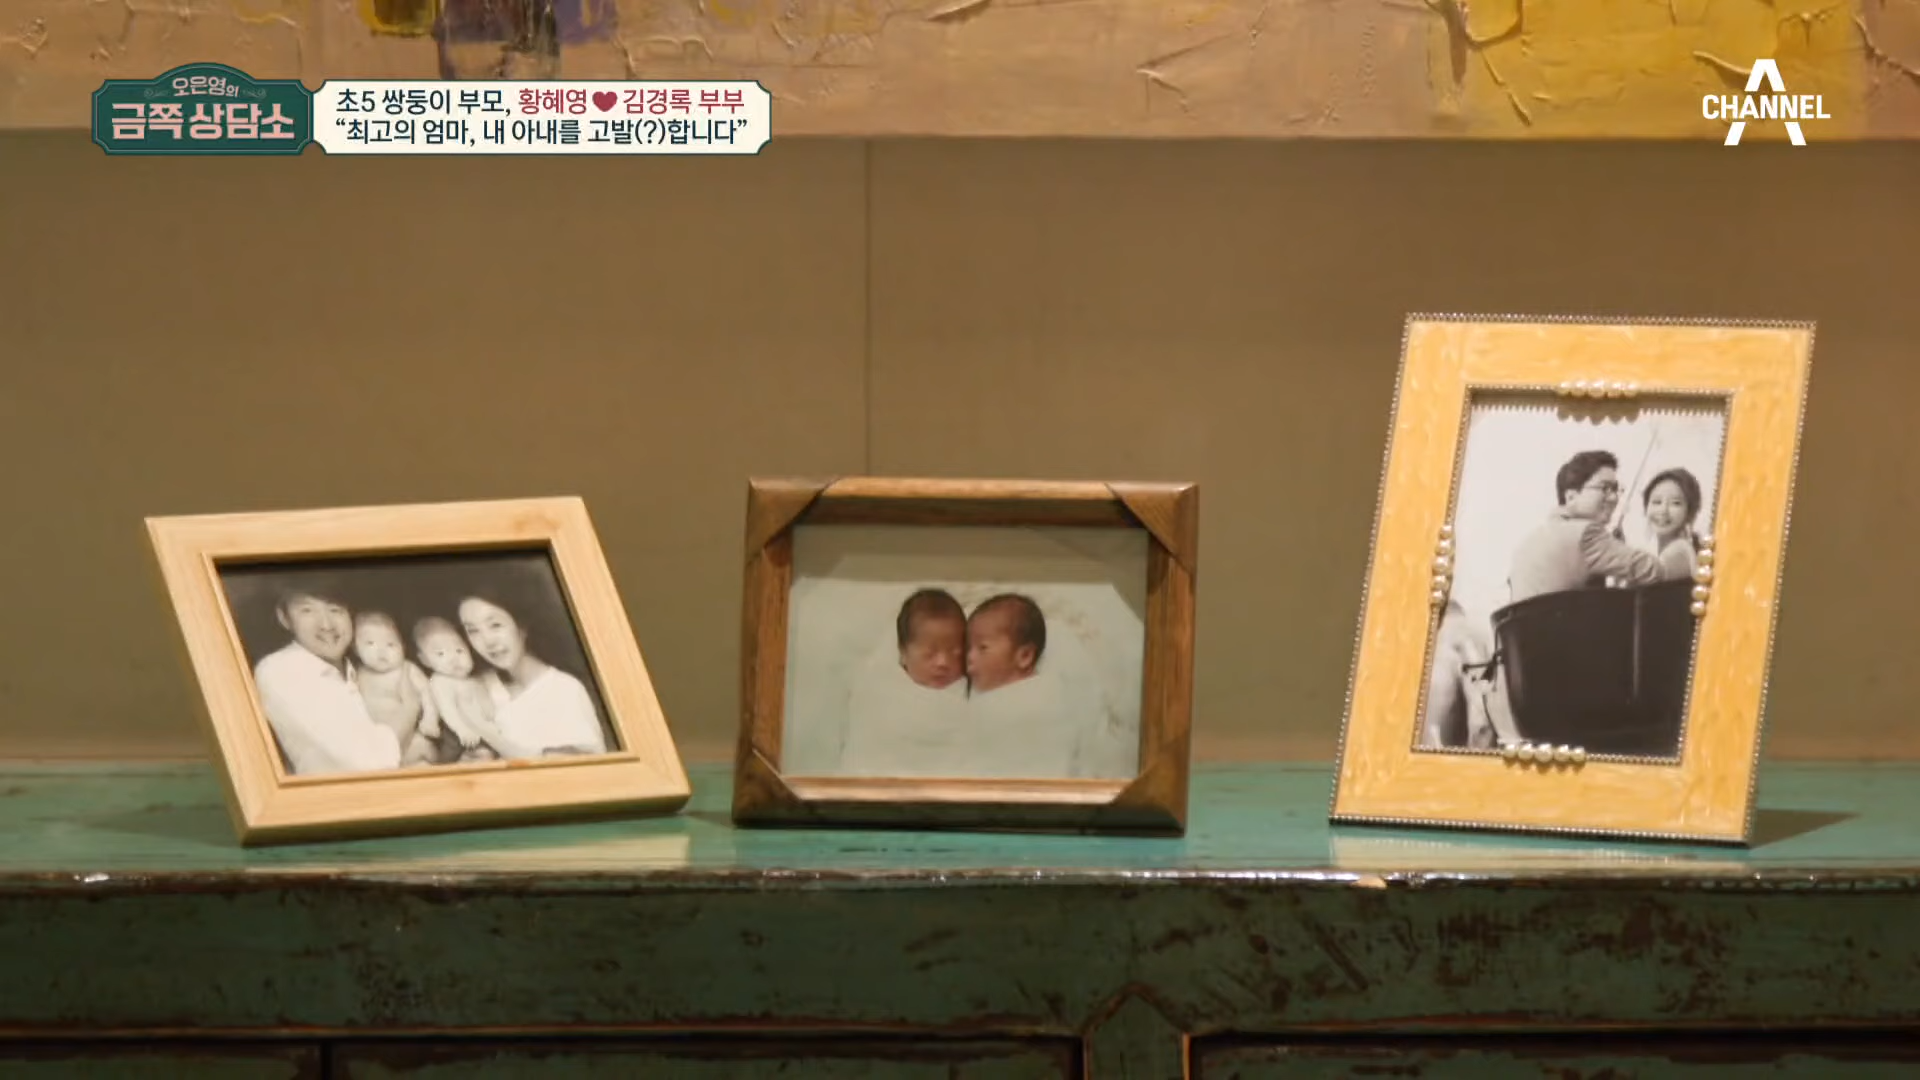 오은영의
금쪽 상담소
초5 쌍둥이 부모, 황혜영♥김경록 부부
“최고의 엄마, 내 아내를 고발(?)합니다”
CHANNEL A